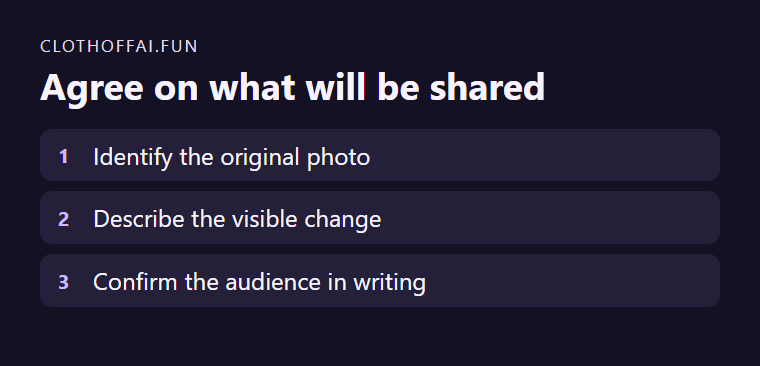 CLOTHOFFAI.FUN
Agree on what will be shared
1 Identify the original photo
2 Describe the visible change
3 Confirm the audience in writing